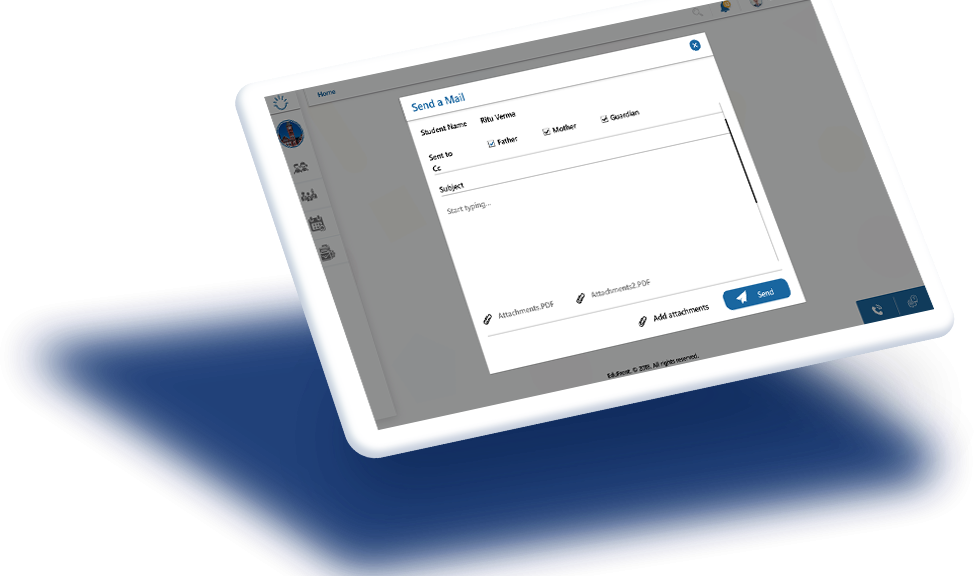 Home
Send a Mail
Student Name Ritu Verma
Sent to Father Mother Guardian
Cc
Subject
Start typing...
Attachments.PDF Attachments2.PDF
Add attachments Send
© 2019. All rights reserved.